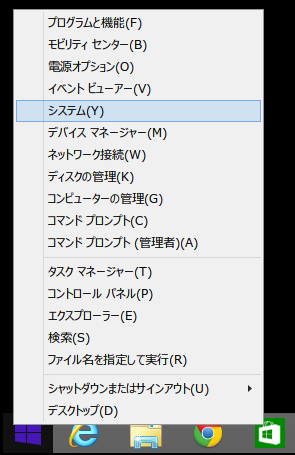 プログラムと機能(F)
モビリティ センター(B)
電源オプション(O)
イベント ビューアー(V)
システム(Y)
デバイス マネージャー(M)
ネットワーク接続(W)
ディスクの管理(K)
コンピューターの管理(G)
コマンド プロンプト(C)
コマンド プロンプト (管理者)(A)
タスク マネージャー(T)
コントロール パネル(P)
エクスプローラー(E)
検索(S)
ファイル名を指定して実行(R)
シャットダウンまたはサインアウト(U)
デスクトップ(D)